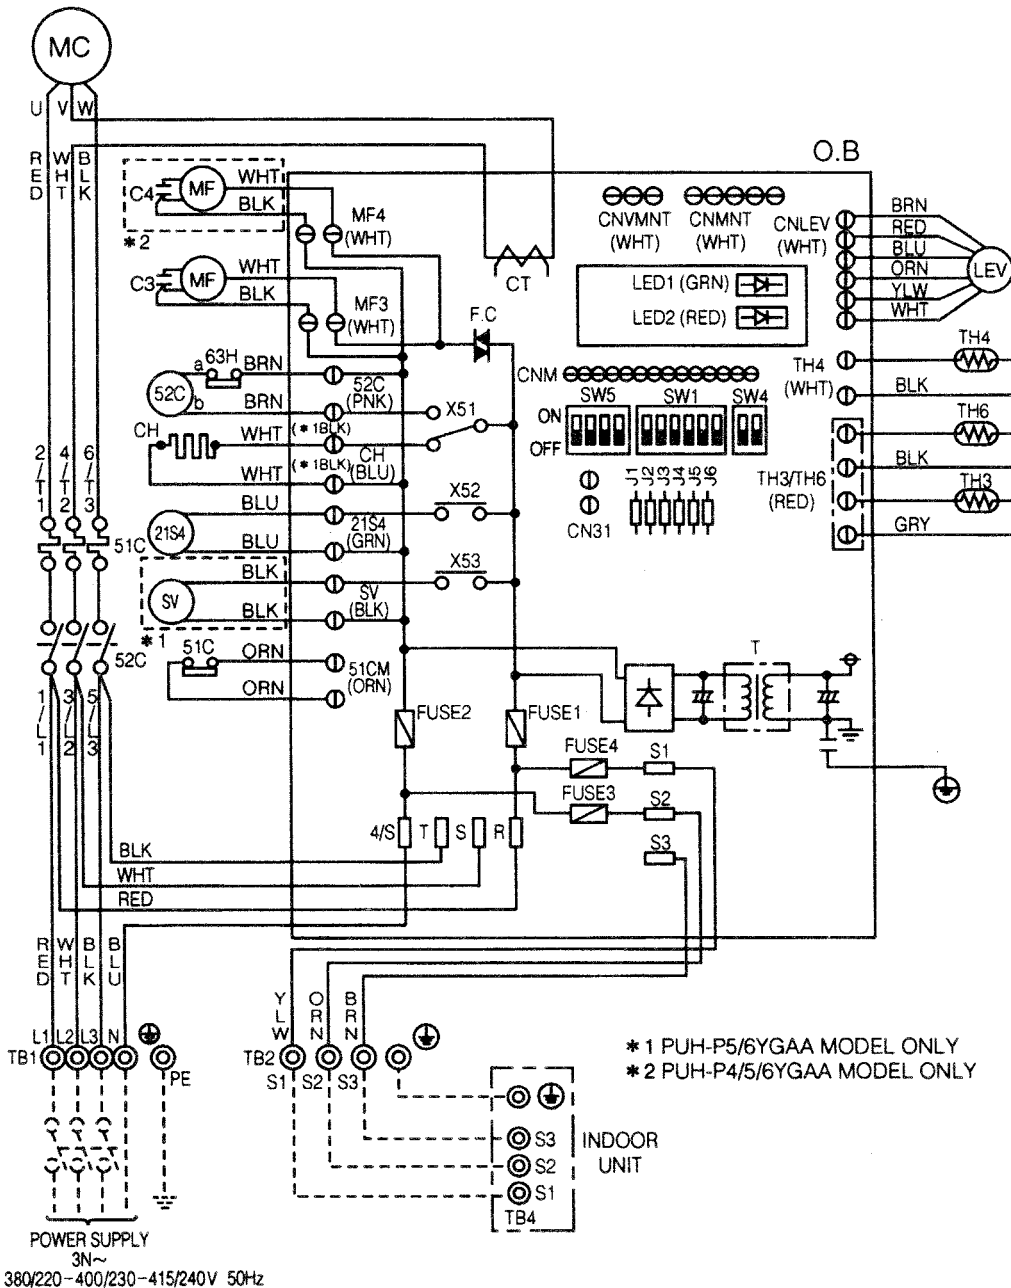 MC
U V W
RED WHT BLK
O.B
C4 MF WHT
BLK
MF4
(WHT)
*2
C3 MF WHT
BLK
MF3
(WHT)
CT
F.C
CNVMNT
(WHT)
CNMNT
(WHT)
CNLEV
(WHT)
BRN
RED
BLU
ORN
YLW
WHT
LEV
LED1 (GRN)
LED2 (RED)
TH4
(WHT)
TH4
BLK
TH6
BLK
TH3/TH6
(RED)
TH3
GRY
CNM
SW5 SW1 SW4
ON
OFF
CN31
J1 J2 J3 J4 J5 J6
52C a 63H BRN
b BRN
52C
(PNK)
X51
CH WHT (*1BLK)
WHT (*1BLK)
CH
(BLU)
21S4 BLU
BLU
21S4
(GRN)
X52
SV BLK
BLK
SV
(BLK)
X53
*1
51C ORN
ORN
51CM
(ORN)
2/T1 4/T2 6/T3
51C
52C
1/L1 3/L2 5/L3
FUSE2 FUSE1
T
FUSE4 S1
FUSE3 S2
S3
4/S T S R
BLK
WHT
RED
RED WHT BLK BLU
YLW ORN BRN
L1 L2 L3 N
TB1 PE
TB2
S1 S2 S3
*1 PUH-P5/6YGAA MODEL ONLY
*2 PUH-P4/5/6YGAA MODEL ONLY
S3
S2
S1
TB4
INDOOR
UNIT
POWER SUPPLY
3N~
380/220-400/230-415/240V 50Hz